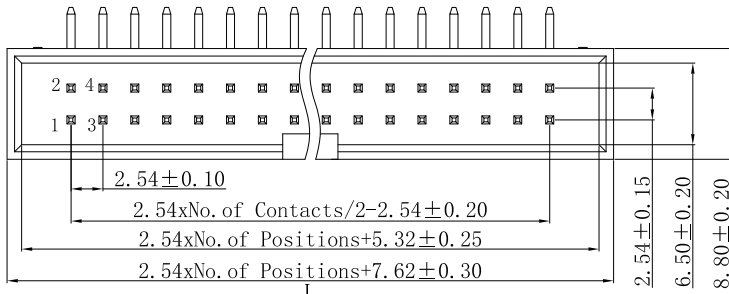 2 4
1 3
2.54±0.10
2.54xNo.of Contacts/2-2.54±0.20
2.54xNo.of Positions+5.32±0.25
2.54xNo.of Positions+7.62±0.30
2.54±0.15
6.50±0.20
8.80±0.20